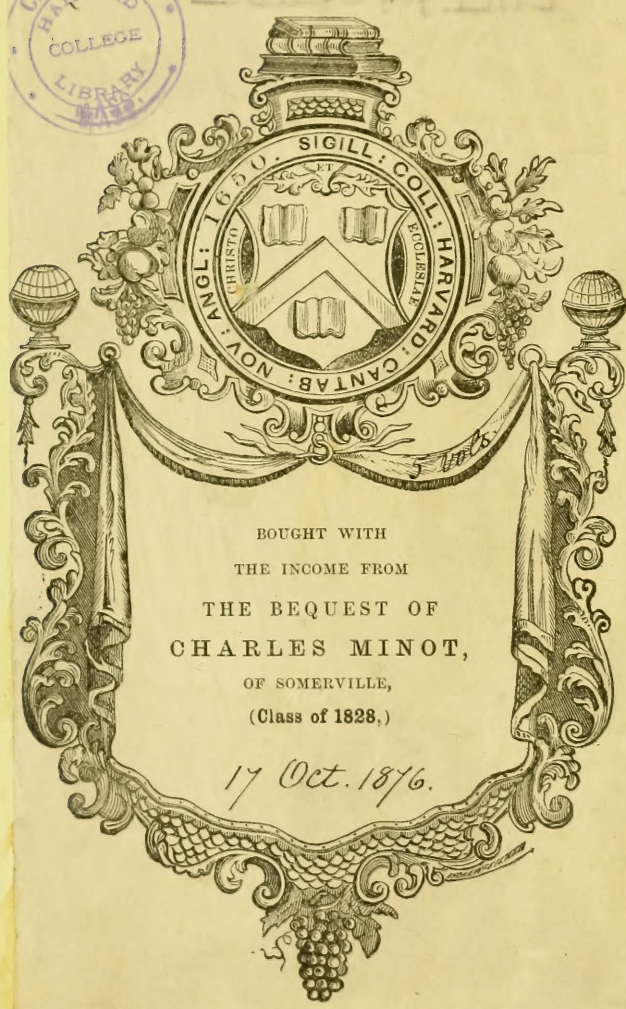 COLLEGE
LIBRARY
1650. SIGILL: COLL: HARVARD: CANTAB: NOV: ANGL:
ET
CHRISTO
ECCLESIAE
5 vols.
BOUGHT WITH
THE INCOME FROM
THE BEQUEST OF
CHARLES MINOT,
OF SOMERVILLE,
(Class of 1828.)
17 Oct. 1876.